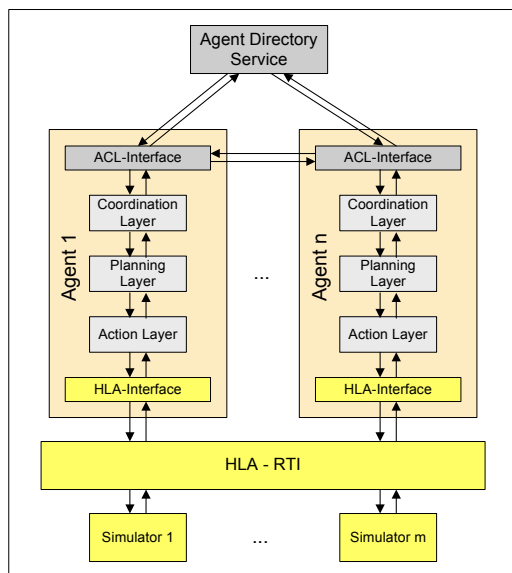 Agent Directory
Service
Agent 1
ACL-Interface
Coordination
Layer
Planning
Layer
Action Layer
HLA-Interface
...
Agent n
ACL-Interface
Coordination
Layer
Planning
Layer
Action Layer
HLA-Interface
HLA - RTI
Simulator 1
...
Simulator m